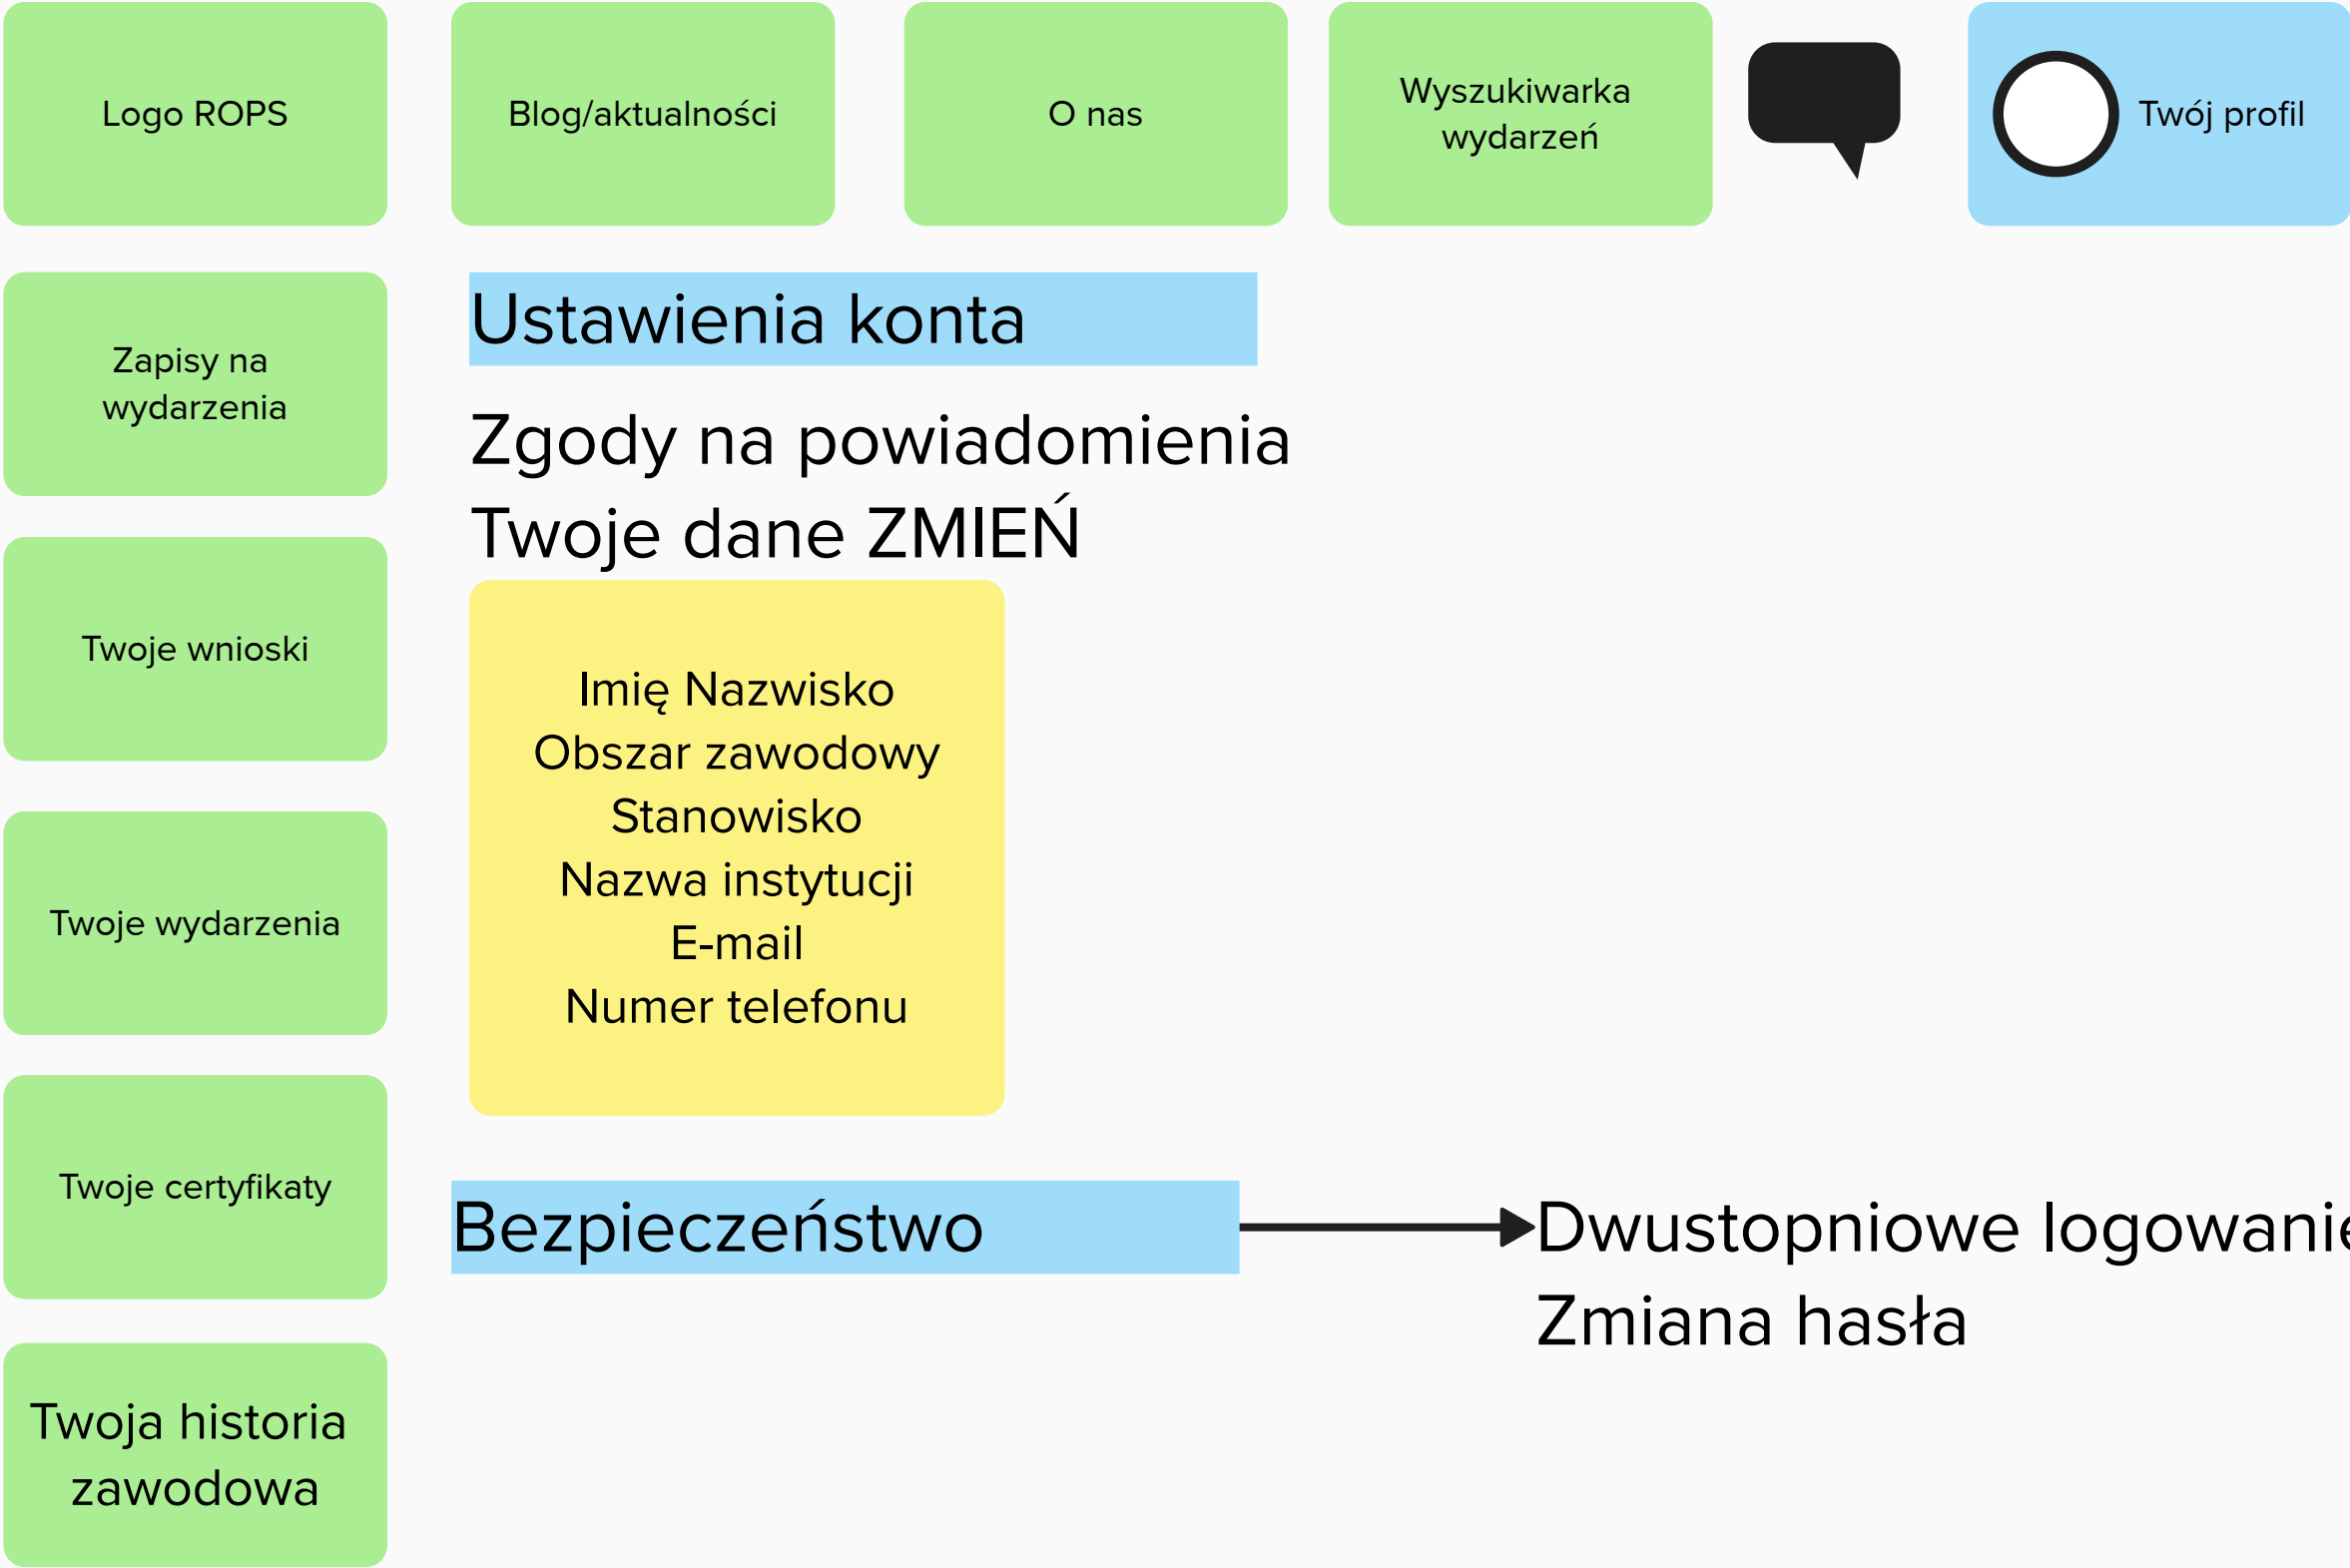 Logo ROPS
Blog/aktualności
O nas
Wyszukiwarka
wydarzeń
Twój profil
Zapisy na
wydarzenia
Twoje wnioski
Twoje wydarzenia
Twoje certyfikaty
Twoja historia
zawodowa
Ustawienia konta
Zgody na powiadomienia
Twoje dane ZMIEŃ
Imię Nazwisko
Obszar zawodowy
Stanowisko
Nazwa instytucji
E-mail
Numer telefonu
Bezpieczeństwo
Dwustopniowe logowanie
Zmiana hasła